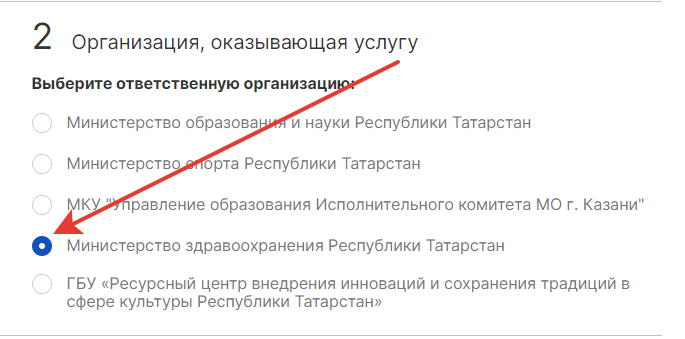 2 Организация, оказывающая услугу
Выберите ответственную организацию:
Министерство образования и науки Республики Татарстан
Министерство спорта Республики Татарстан
МКУ "Управление образования Исполнительного комитета МО г. Казани"
Министерство здравоохранения Республики Татарстан
ГБУ «Ресурсный центр внедрения инноваций и сохранения традиций в
сфере культуры Республики Татарстан»